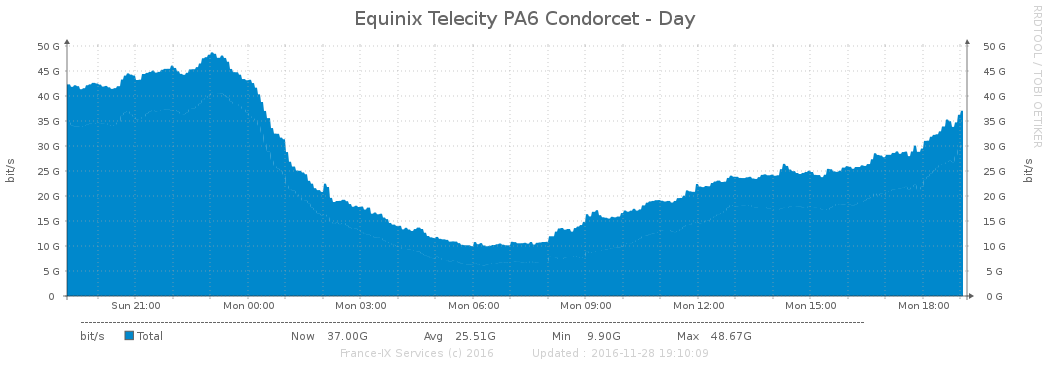 Equinix Telecity PA6 Condorcet - Day
RRDTOOL / TOBI OETIKER
50 G 50 G
45 G 45 G
40 G 40 G
35 G 35 G
30 G 30 G
25 G 25 G
20 G 20 G
15 G 15 G
10 G 10 G
5 G 5 G
0 0 G
bit/s bit/s
Sun 21:00 Mon 00:00 Mon 03:00 Mon 06:00 Mon 09:00 Mon 12:00 Mon 15:00 Mon 18:00
bit/s Total Now 37.00G Avg 25.51G Min 9.90G Max 48.67G
France-IX Services (c) 2016 Updated : 2016-11-28 19:10:09